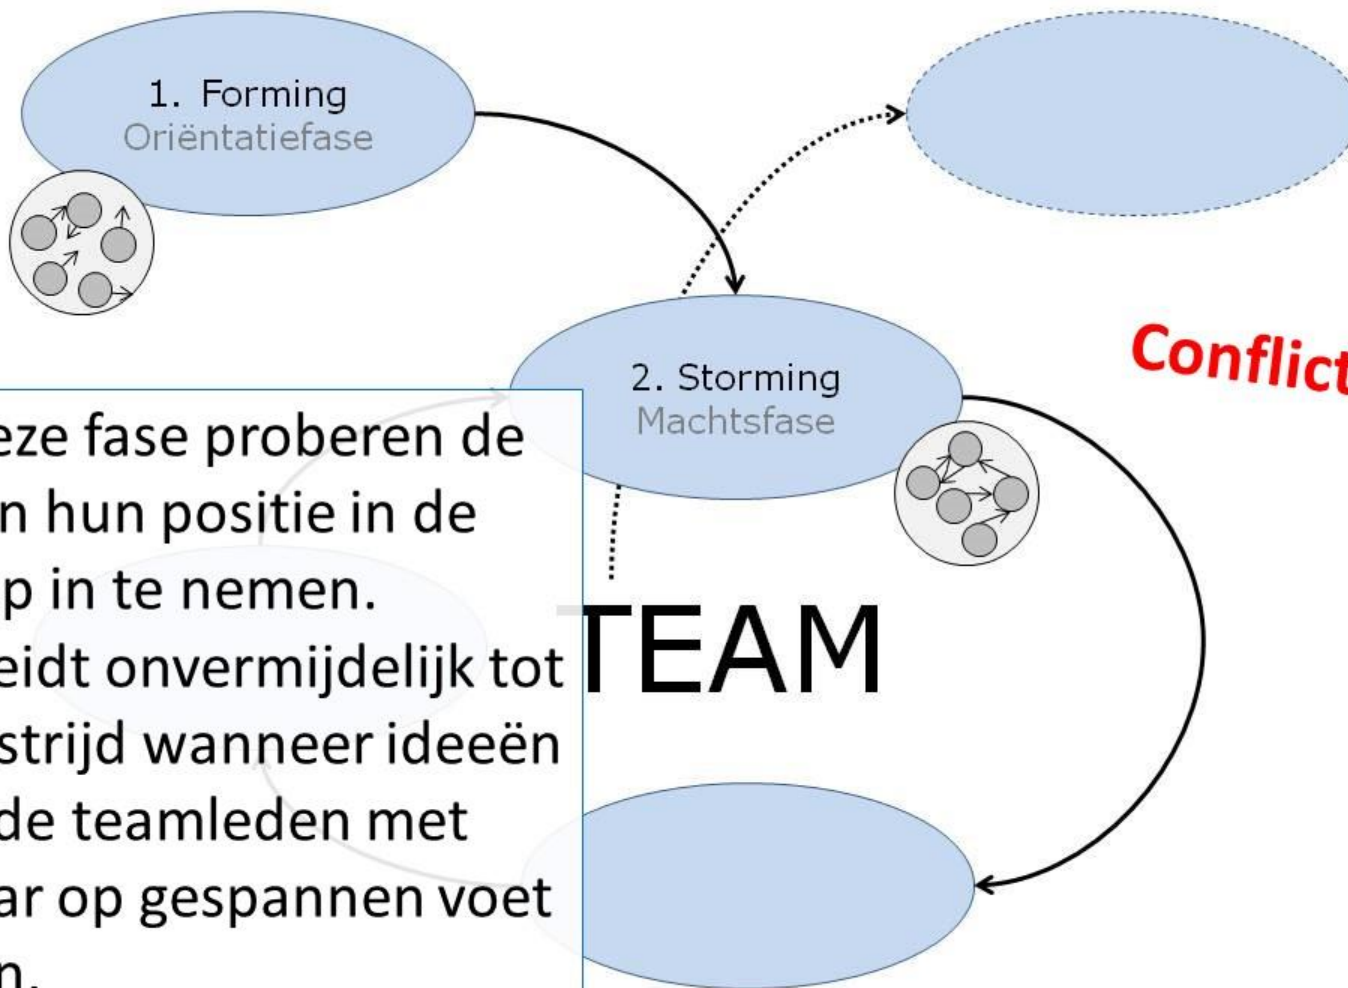 1. Forming
Oriëntatiefase
2. Storming
Machtsfase
Conflict
eze fase proberen de
n hun positie in de
p in te nemen.
eidt onvermijdelijk tot
strijd wanneer ideeën
de teamleden met
ar op gespannen voet
n.
TEAM